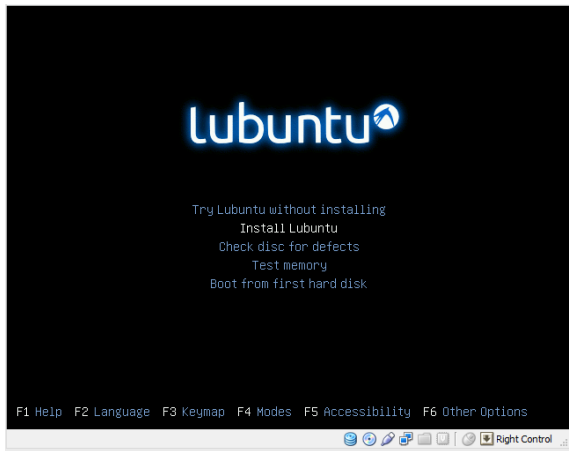 lubuntu
Try Lubuntu without installing
Install Lubuntu
Check disc for defects
Test memory
Boot from first hard disk
F1 Help F2 Language F3 Keymap F4 Modes F5 Accessibility F6 Other Options
Right Control